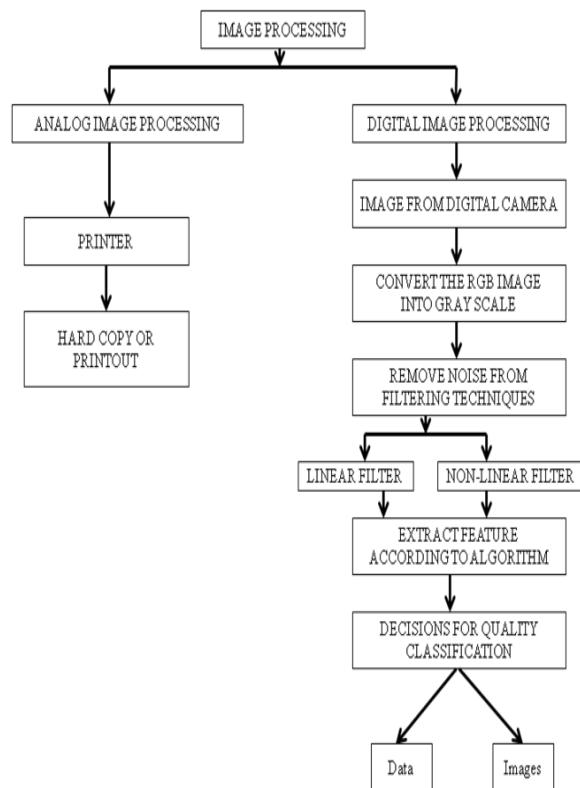 IMAGE PROCESSING
ANALOG IMAGE PROCESSING
DIGITAL IMAGE PROCESSING
IMAGE FROM DIGITAL CAMERA
PRINTER
CONVERT THE RGB IMAGE
INTO GRAY SCALE
HARD COPY OR
PRINTOUT
REMOVE NOISE FROM
FILTERING TECHNIQUES
LINEAR FILTER
NON-LINEAR FILTER
EXTRACT FEATURE
ACCORDING TO ALGORITHM
DECISIONS FOR QUALITY
CLASSIFICATION
Data
Images